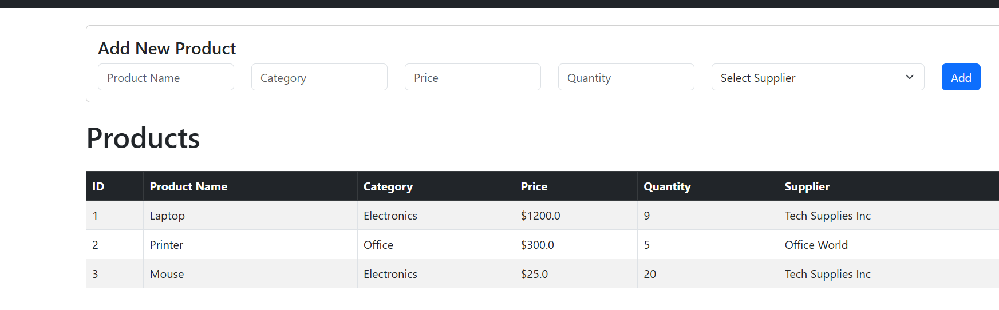 Add New Product
Product Name Category Price Quantity Select Supplier Add
Products
ID Product Name Category Price Quantity Supplier
1 Laptop Electronics $1200.0 9 Tech Supplies Inc
2 Printer Office $300.0 5 Office World
3 Mouse Electronics $25.0 20 Tech Supplies Inc